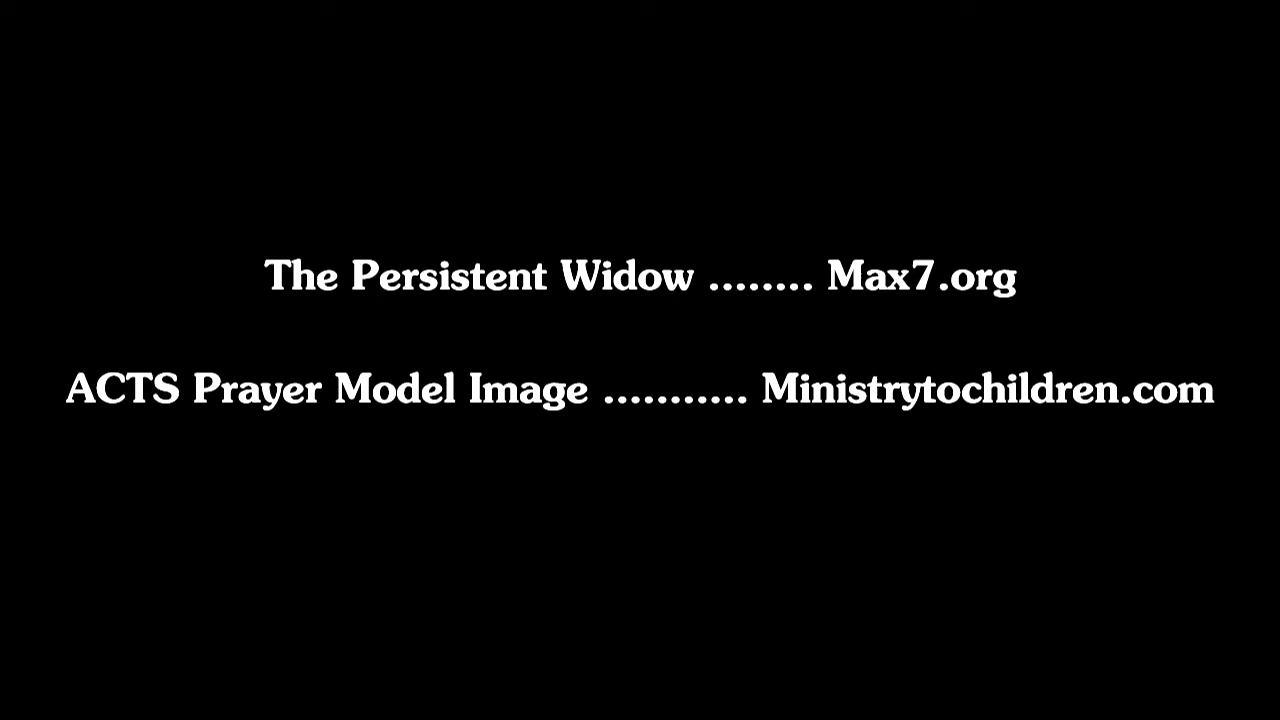 The Persistent Widow ........ Max7.org
ACTS Prayer Model Image ........... Ministrytochildren.com